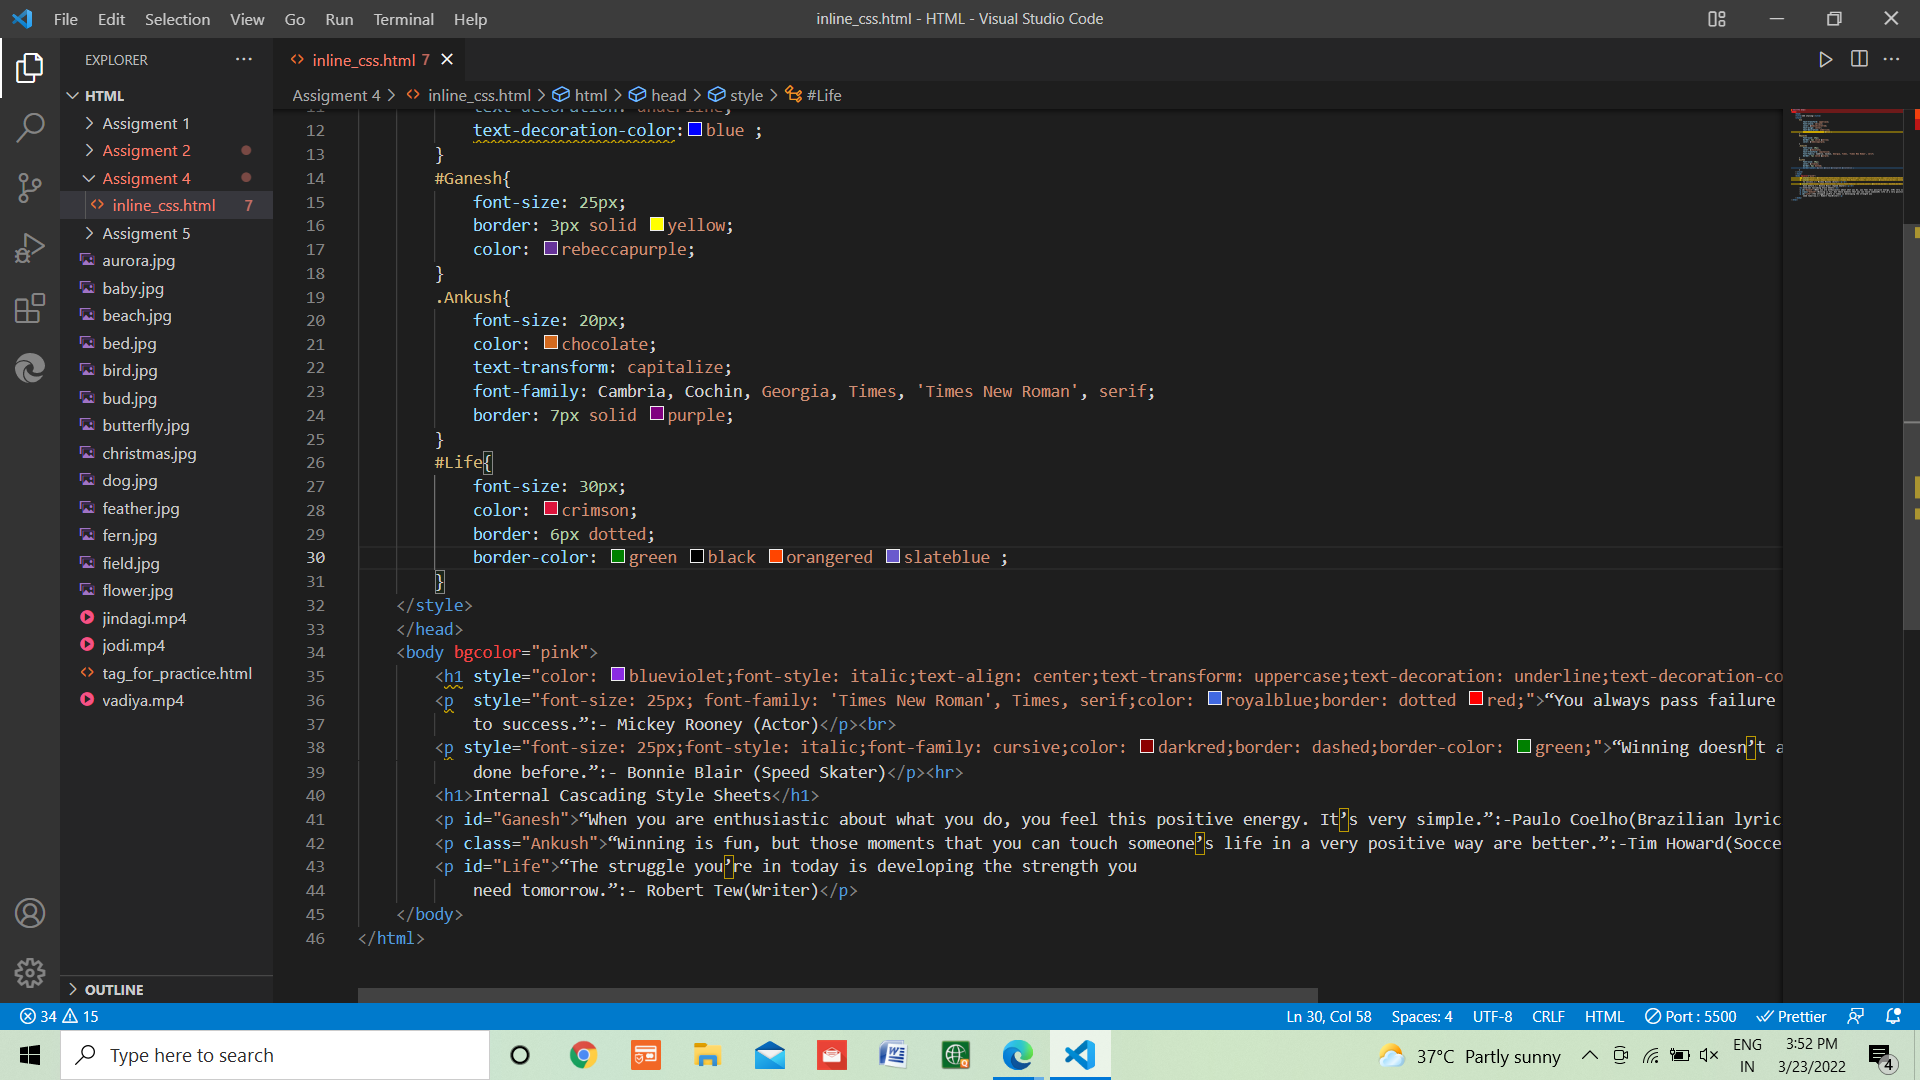 File Edit Selection View Go Run Terminal Help
inline_css.html - HTML - Visual Studio Code
EXPLORER
HTML
Assigment 1
Assigment 2
Assigment 4
inline_css.html 7
Assigment 5
aurora.jpg
baby.jpg
beach.jpg
bed.jpg
bird.jpg
bud.jpg
butterfly.jpg
christmas.jpg
dog.jpg
feather.jpg
fern.jpg
field.jpg
flower.jpg
jindagi.mp4
jodi.mp4
tag_for_practice.html
vadiya.mp4
OUTLINE
inline_css.html 7
Assigment 4 > inline_css.html > html > head > style > #Life
11 text-decoration: underline;
12 text-decoration-color: blue ;
13 }
14 #Ganesh{
15 font-size: 25px;
16 border: 3px solid yellow;
17 color: rebeccapurple;
18 }
19 .Ankush{
20 font-size: 20px;
21 color: chocolate;
22 text-transform: capitalize;
23 font-family: Cambria, Cochin, Georgia, Times, 'Times New Roman', serif;
24 border: 7px solid purple;
25 }
26 #Life{
27 font-size: 30px;
28 color: crimson;
29 border: 6px dotted;
30 border-color: green black orangered slateblue ;
31 }
32 </style>
33 </head>
34 <body bgcolor="pink">
35 <h1 style="color: blueviolet;font-style: italic;text-align: center;text-transform: uppercase;text-decoration: underline;text-decoration-co
36 <p  style="font-size: 25px; font-family: 'Times New Roman', Times, serif;color: royalblue;border: dotted red;">“You always pass failure
37 to success.”:- Mickey Rooney (Actor)</p><br>
38 <p style="font-size: 25px;font-style: italic;font-family: cursive;color: darkred;border: dashed;border-color: green;">“Winning doesn’t a
39 done before.”:- Bonnie Blair (Speed Skater)</p><hr>
40 <h1>Internal Cascading Style Sheets</h1>
41 <p id="Ganesh">“When you are enthusiastic about what you do, you feel this positive energy. It’s very simple.”:-Paulo Coelho(Brazilian lyric
42 <p class="Ankush">“Winning is fun, but those moments that you can touch someone’s life in a very positive way are better.”:-Tim Howard(Socce
43 <p id="Life">“The struggle you’re in today is developing the strength you
44 need tomorrow.”:- Robert Tew(Writer)</p>
45 </body>
46 </html>
34 15
Ln 30, Col 58 Spaces: 4 UTF-8 CRLF HTML Port : 5500 Prettier
Type here to search
37°C Partly sunny
ENG
IN
3:52 PM
3/23/2022
4